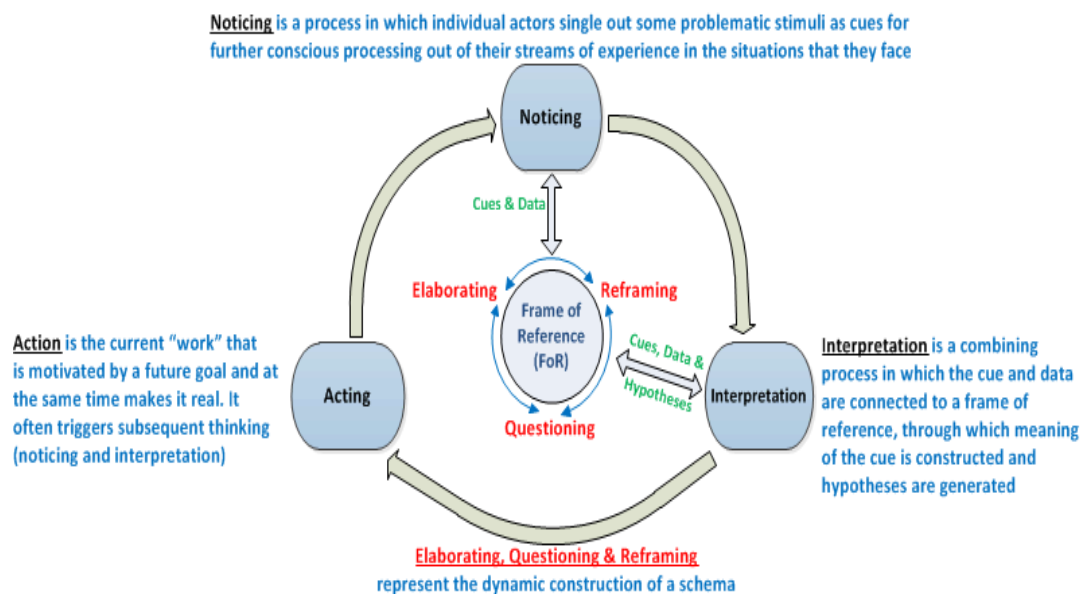 Noticing is a process in which individual actors single out some problematic stimuli as cues for
further conscious processing out of their streams of experience in the situations that they face
Noticing
Cues & Data
Elaborating
Reframing
Frame of
Reference
(FoR)
Cues, Data &
Hypotheses
Questioning
Action is the current “work” that
is motivated by a future goal and at
the same time makes it real. It
often triggers subsequent thinking
(noticing and interpretation)
Acting
Interpretation
Interpretation is a combining
process in which the cue and data
are connected to a frame of
reference, through which meaning
of the cue is constructed and
hypotheses are generated
Elaborating, Questioning & Reframing
represent the dynamic construction of a schema